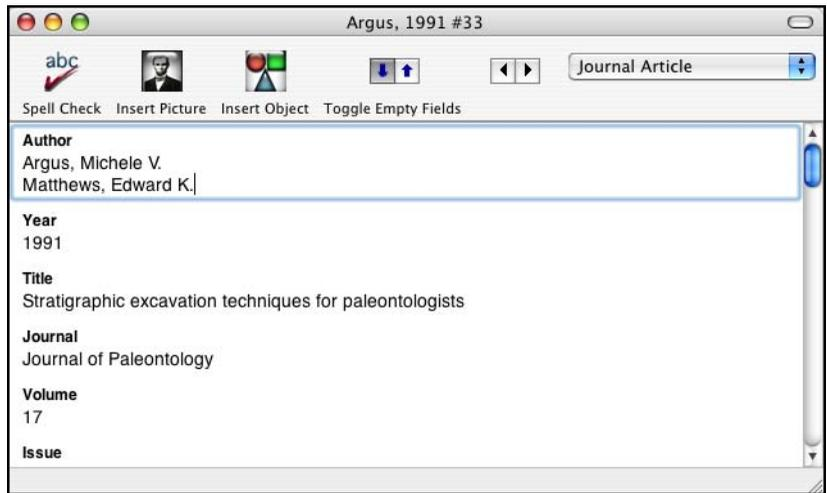 Argus, 1991 #33
abc
Journal Article
Spell Check Insert Picture Insert Object Toggle Empty Fields
Author
Argus, Michele V.
Matthews, Edward K.
Year
1991
Title
Stratigraphic excavation techniques for paleontologists
Journal
Journal of Paleontology
Volume
17
Issue